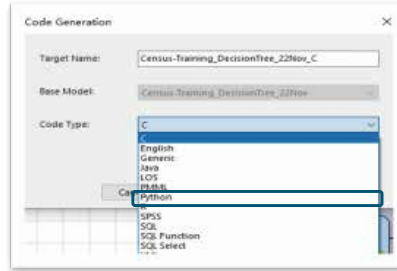 Code Generation
Target Name:
Census-Training_DecisionTree_22Nov_C
Base Model:
Census-Training_DecisionTree_22Nov
Code Type:
C
C
English
Generic
Java
LOS
PMML
Python
R
SPSS
SQL
SQL Function
SQL Select